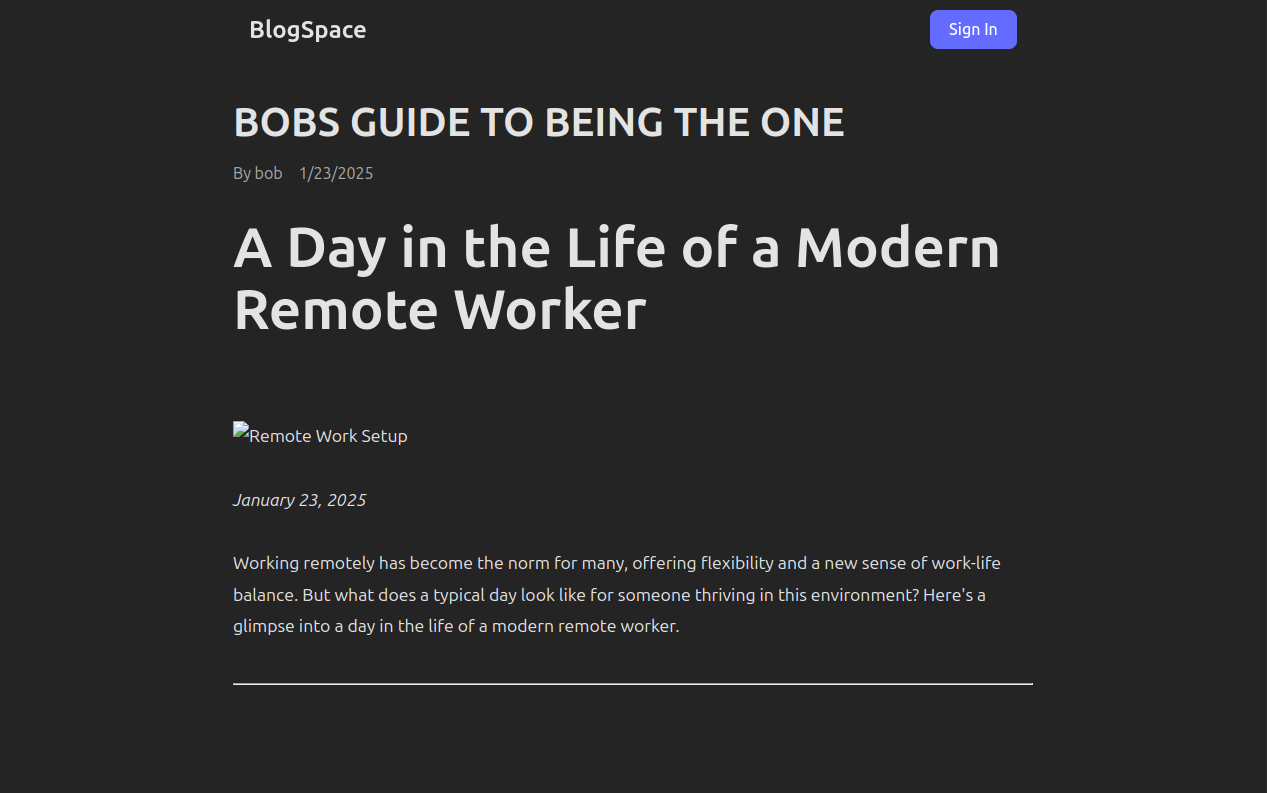 BlogSpace
Sign In
BOBS GUIDE TO BEING THE ONE
By bob 1/23/2025
A Day in the Life of a Modern
Remote Worker
Remote Work Setup
January 23, 2025
Working remotely has become the norm for many, offering flexibility and a new sense of work-life
balance. But what does a typical day look like for someone thriving in this environment? Here's a
glimpse into a day in the life of a modern remote worker.